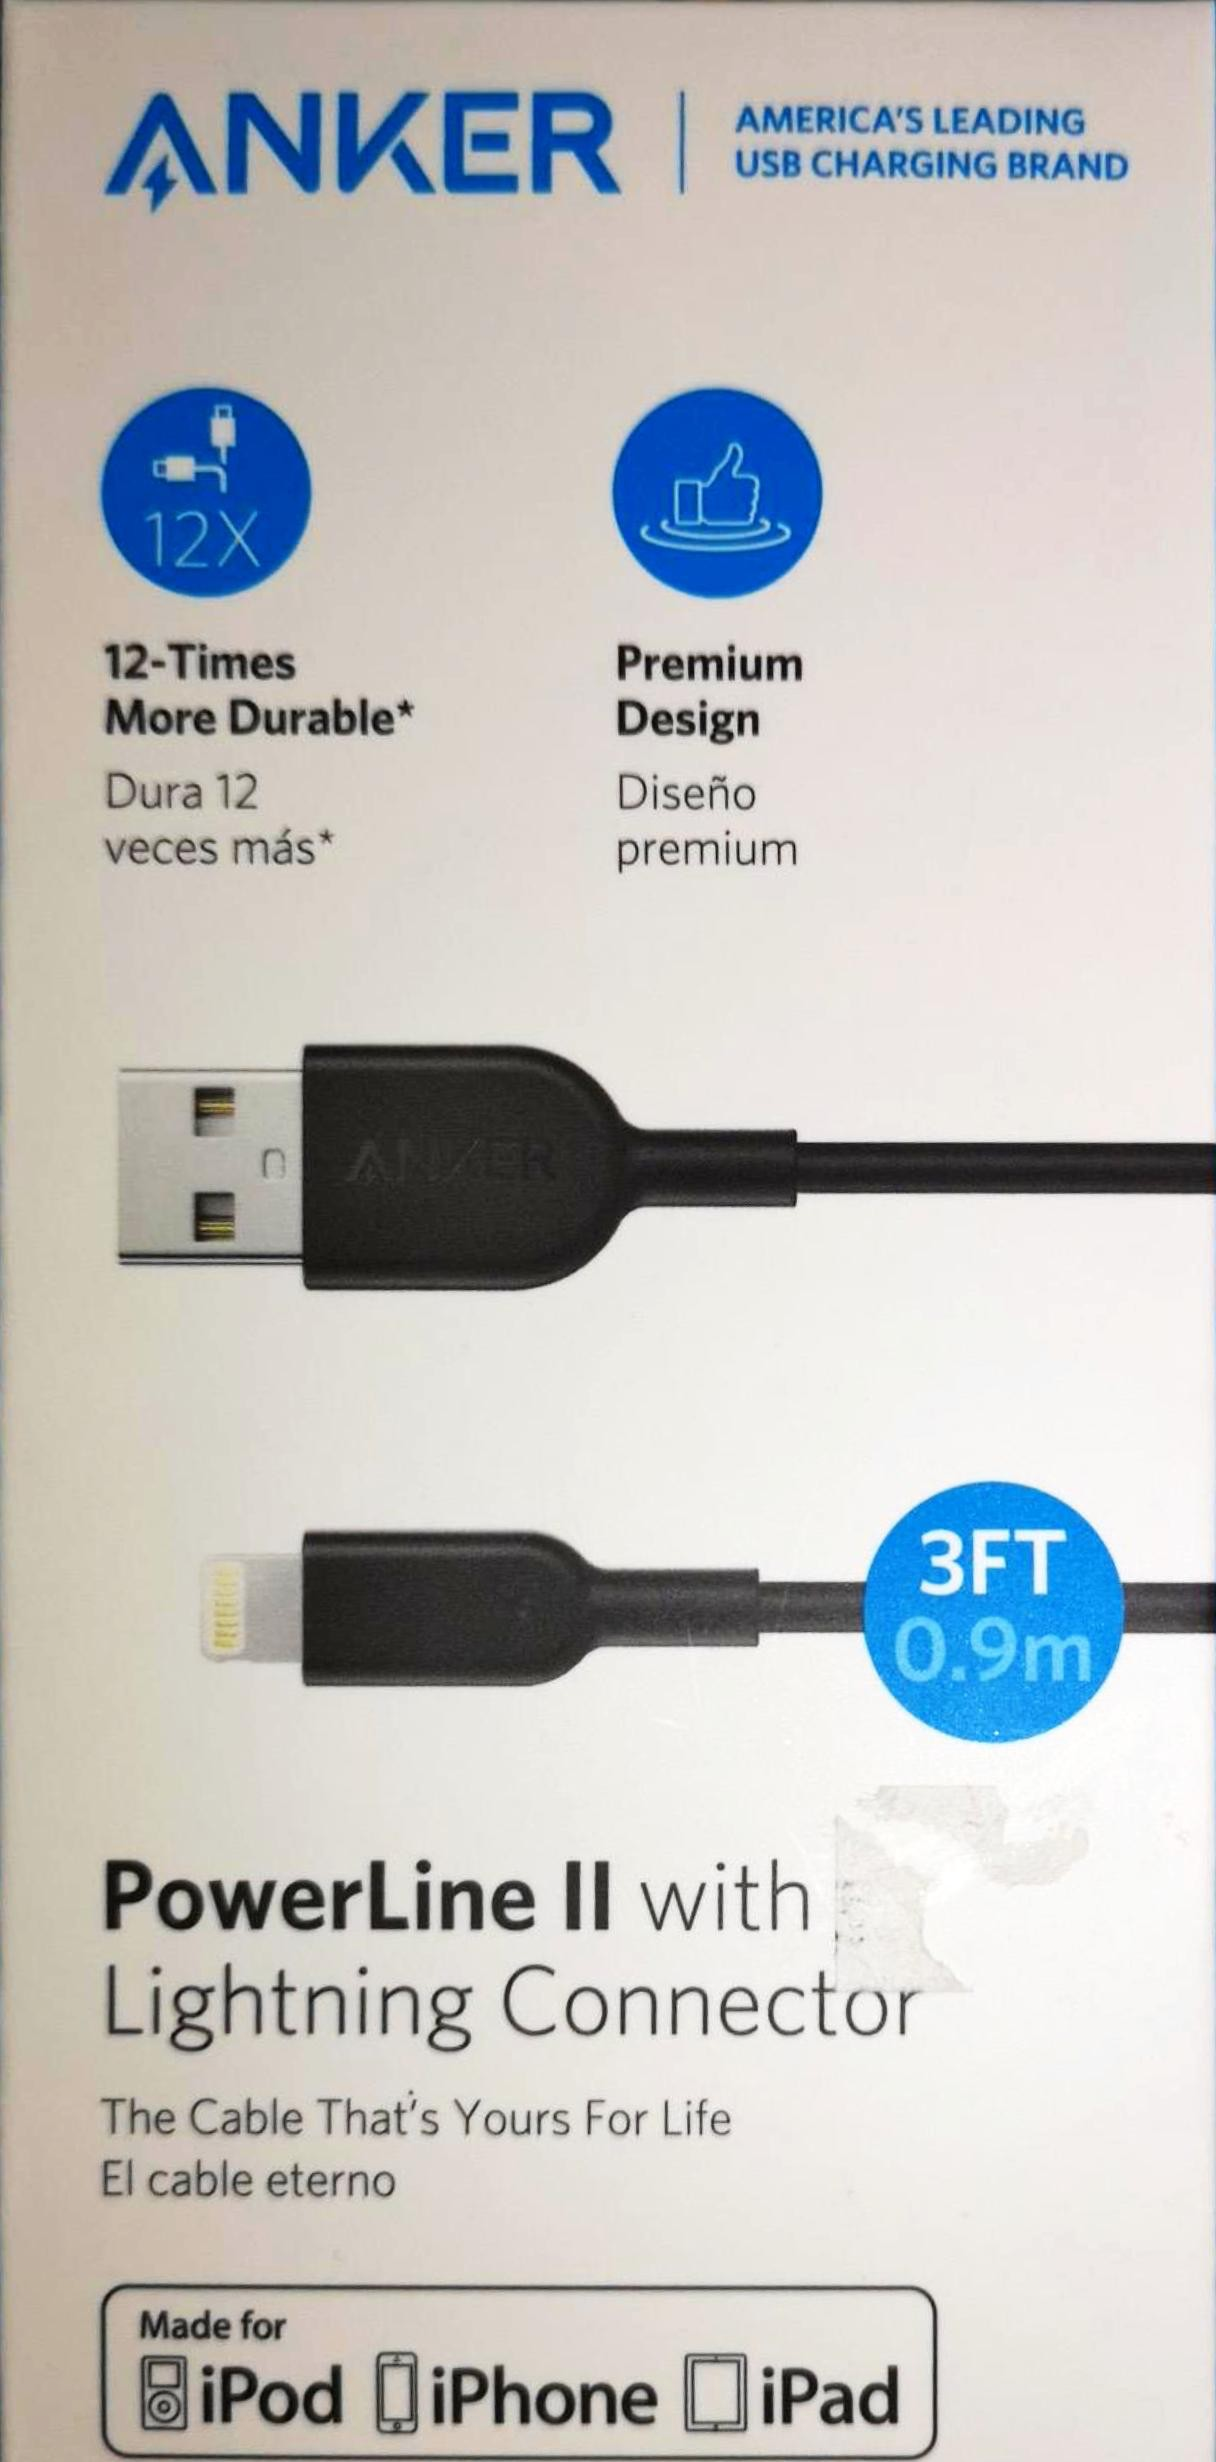 ANKER
AMERICA'S LEADING
USB CHARGING BRAND
12X
12-Times
More Durable*
Dura 12
veces más*
Premium
Design
Diseño
premium
ANKER
3FT
0.9m
PowerLine II with
Lightning Connector
The Cable That's Yours For Life
El cable eterno
Made for
iPod iPhone iPad